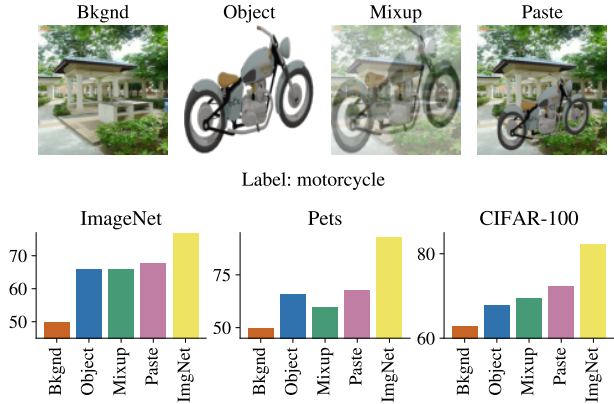 Bkgnd Object Mixup Paste
Label: motorcycle
ImageNet Pets CIFAR-100
70
60
50
Bkgnd Object Mixup Paste ImgNet
75
50
Bkgnd Object Mixup Paste ImgNet
80
60
Bkgnd Object Mixup Paste ImgNet